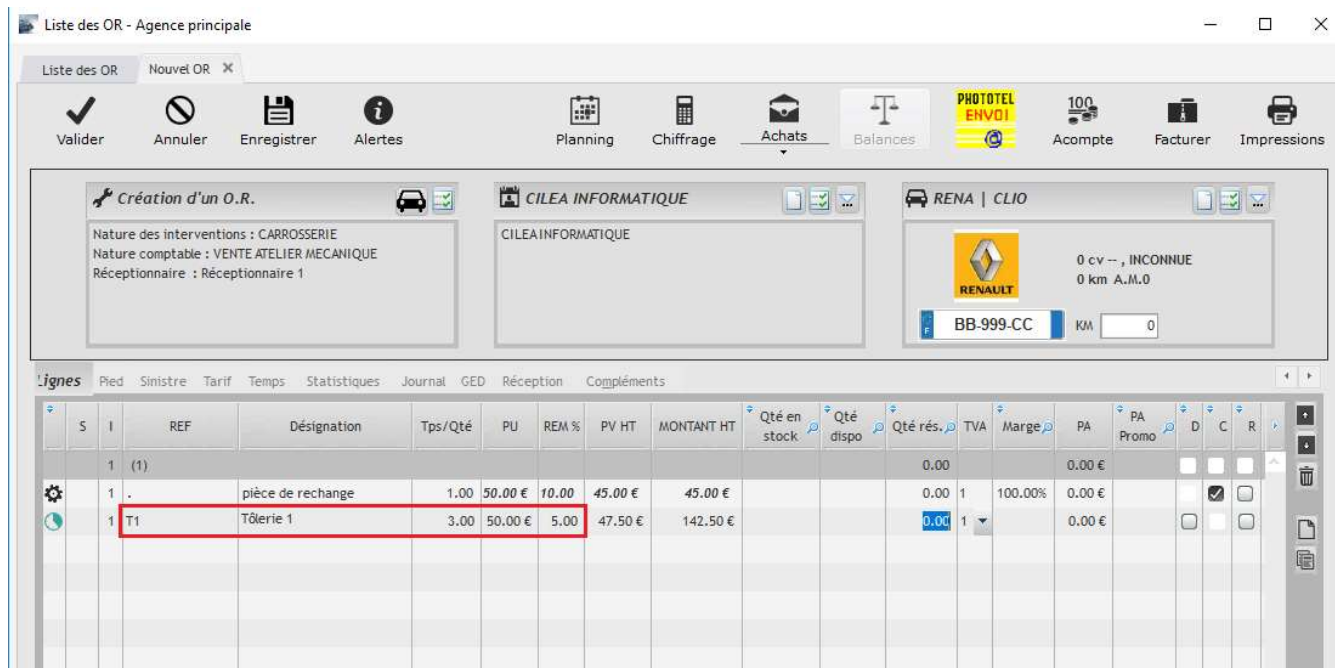 Liste des OR - Agence principale
Liste des OR Nouvel OR
Valider Annuler Enregistrer Alertes Planning Chiffrage Achats Balances PHOTOTEL ENVOI @ 100 Acompte Facturer Impressions
Création d'un O.R. CILEA INFORMATIQUE RENA | CLIO
Nature des interventions : CARROSSERIE
Nature comptable : VENTE ATELIER MECANIQUE
Réceptionnaire : Réceptionnaire 1
CILEA INFORMATIQUE
RENAULT
0 cv -- , INCONNUE
0 km A.M.0
F BB-999-CC KM 0
Lignes Pied Sinistre Tarif Temps Statistiques Journal GED Réception Compléments
S I REF Désignation Tps/Qté PU REM % PV HT MONTANT HT Qté en stock Qté dispo Qté rés. TVA Marge PA PA Promo D C R
1 (1) 0.00 0.00 €
1 . pièce de rechange 1.00 50.00 € 10.00 45.00 € 45.00 € 0.00 1 100.00% 0.00 €
1 T1 Tôlerie 1 3.00 50.00 € 5.00 47.50 € 142.50 € 0.00 1 0.00 €